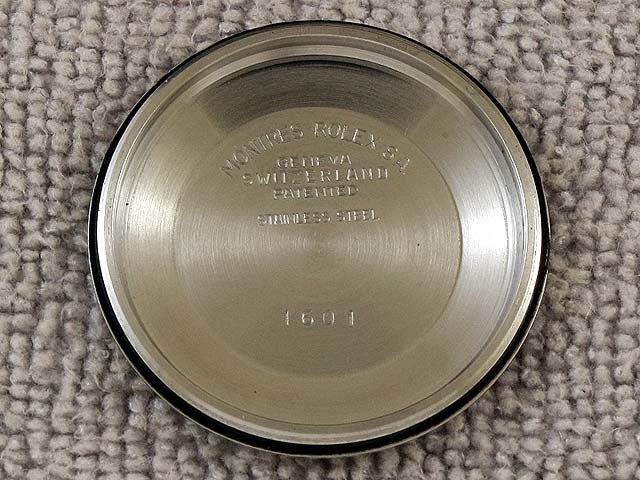 MONTRES ROLEX S.A.
GENEVA
SWITZERLAND
PATENTED
STAINLESS STEEL
1601